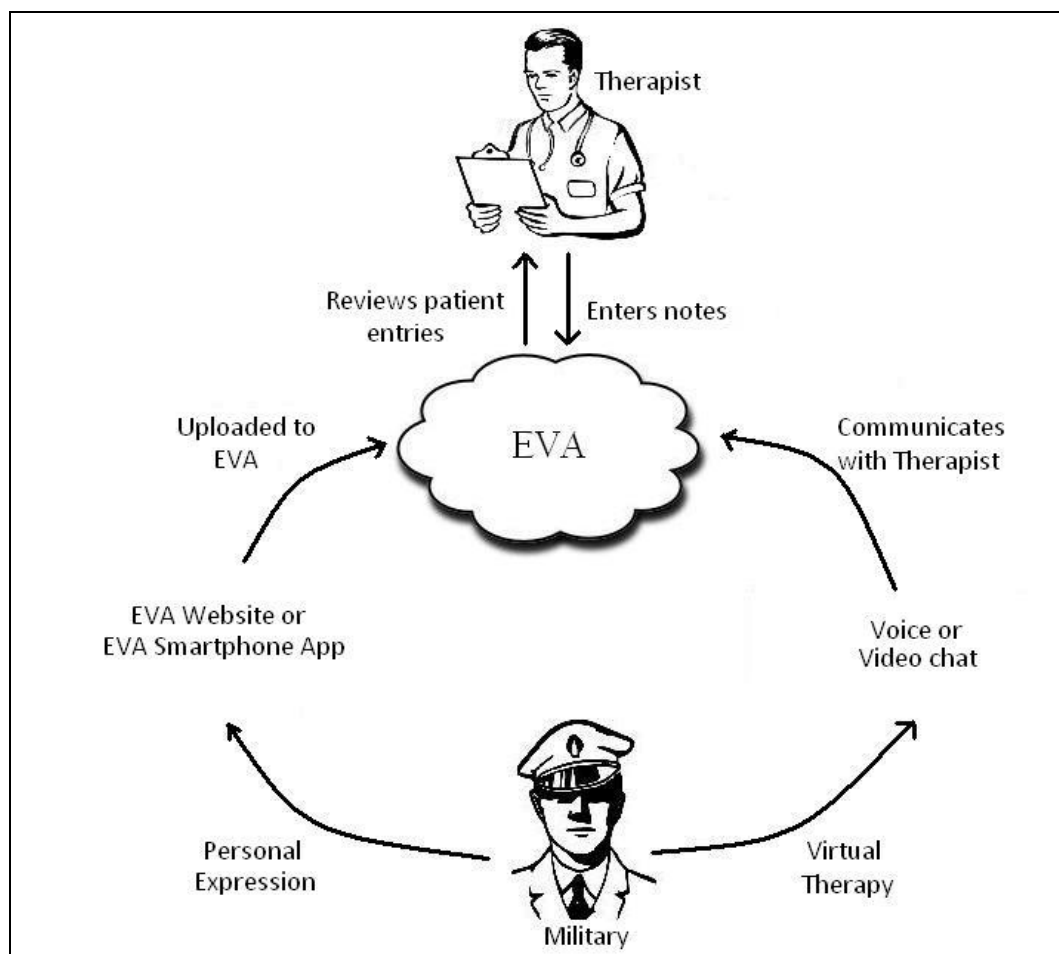 Therapist
Reviews patient
entries
Enters notes
Uploaded to
EVA
EVA
Communicates
with Therapist
EVA Website or
EVA Smartphone App
Voice or
Video chat
Personal
Expression
Virtual
Therapy
Military